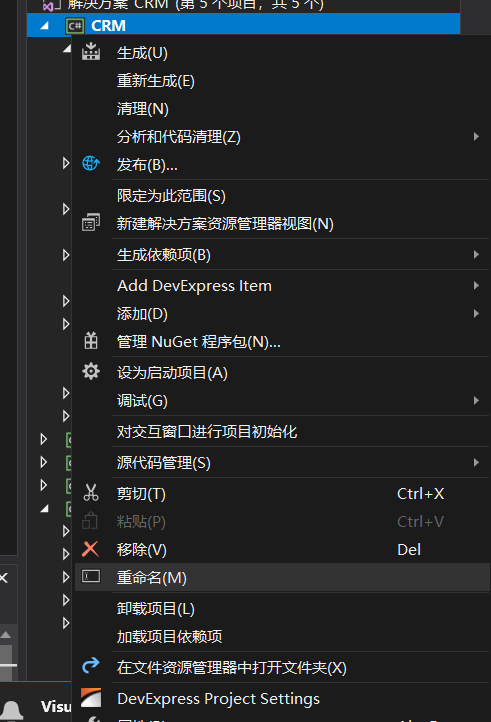 解决方案"CRM"(第 5 个项目，共 5 个)
CRM
生成(U)
重新生成(E)
清理(N)
分析和代码清理(Z)
发布(B)...
限定为此范围(S)
新建解决方案资源管理器视图(N)
生成依赖项(B)
Add DevExpress Item
添加(D)
管理 NuGet 程序包(N)...
设为启动项目(A)
调试(G)
对交互窗口进行项目初始化
源代码管理(S)
剪切(T) Ctrl+X
粘贴(P) Ctrl+V
移除(V) Del
重命名(M)
卸载项目(L)
加载项目依赖项
在文件资源管理器中打开文件夹(X)
Visu
DevExpress Project Settings